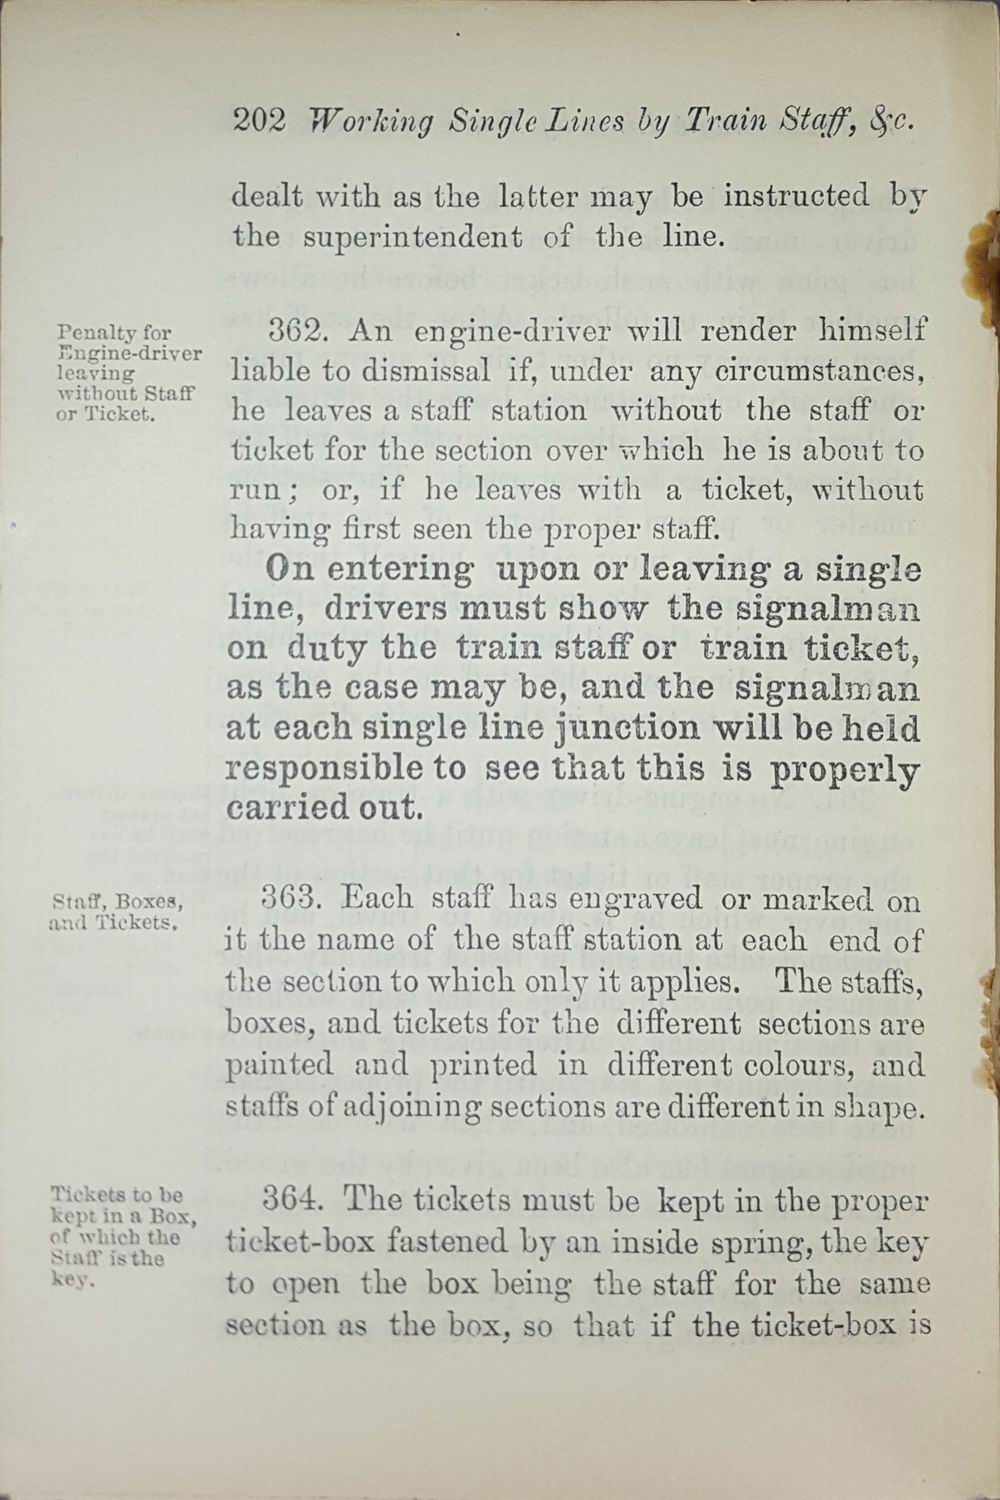 202 Working Single Lines by Train Staff, &c.
dealt with as the latter may be instructed by
the superintendent of the line.
Penalty for
Engine-driver
leaving
without Staff
or Ticket.
362. An engine-driver will render himself
liable to dismissal if, under any circumstances,
he leaves a staff station without the staff or
ticket for the section over which he is about to
run; or, if he leaves with a ticket, without
having first seen the proper staff.
On entering upon or leaving a single
line, drivers must show the signalman
on duty the train staff or train ticket,
as the case may be, and the signalman
at each single line junction will be held
responsible to see that this is properly
carried out.
Staff, Boxes,
and Tickets.
363. Each staff has engraved or marked on
it the name of the staff station at each end of
the section to which only it applies. The staffs,
boxes, and tickets for the different sections are
painted and printed in different colours, and
staffs of adjoining sections are different in shape.
Tickets to be
kept in a Box,
of which the
Staff is the
key.
364. The tickets must be kept in the proper
ticket-box fastened by an inside spring, the key
to open the box being the staff for the same
section as the box, so that if the ticket-box is